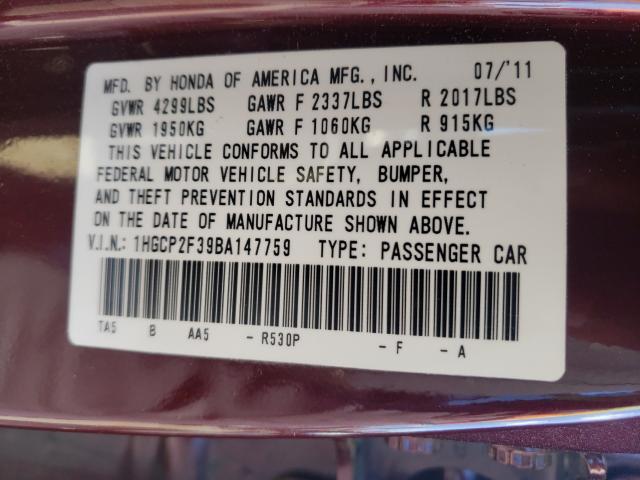 MFD. BY HONDA OF AMERICA MFG., INC. 07/'11
GVWR 4299LBS GAWR F 2337LBS R 2017LBS
GVWR 1950KG GAWR F 1060KG R 915KG
THIS VEHICLE CONFORMS TO ALL APPLICABLE
FEDERAL MOTOR VEHICLE SAFETY, BUMPER,
AND THEFT PREVENTION STANDARDS IN EFFECT
ON THE DATE OF MANUFACTURE SHOWN ABOVE.
V.I.N.: 1HGCP2F39BA147759 TYPE: PASSENGER CAR
TA5 B AA5 - R530P - F - A